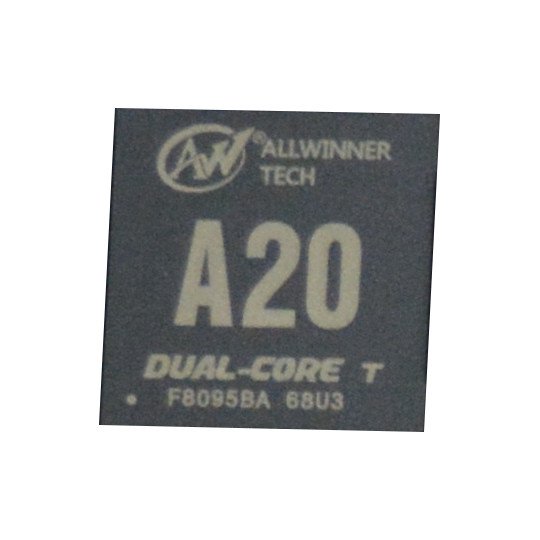 AW® ALLWINNER
TECH
A20
DUAL-CORE T
F8095BA 68U3